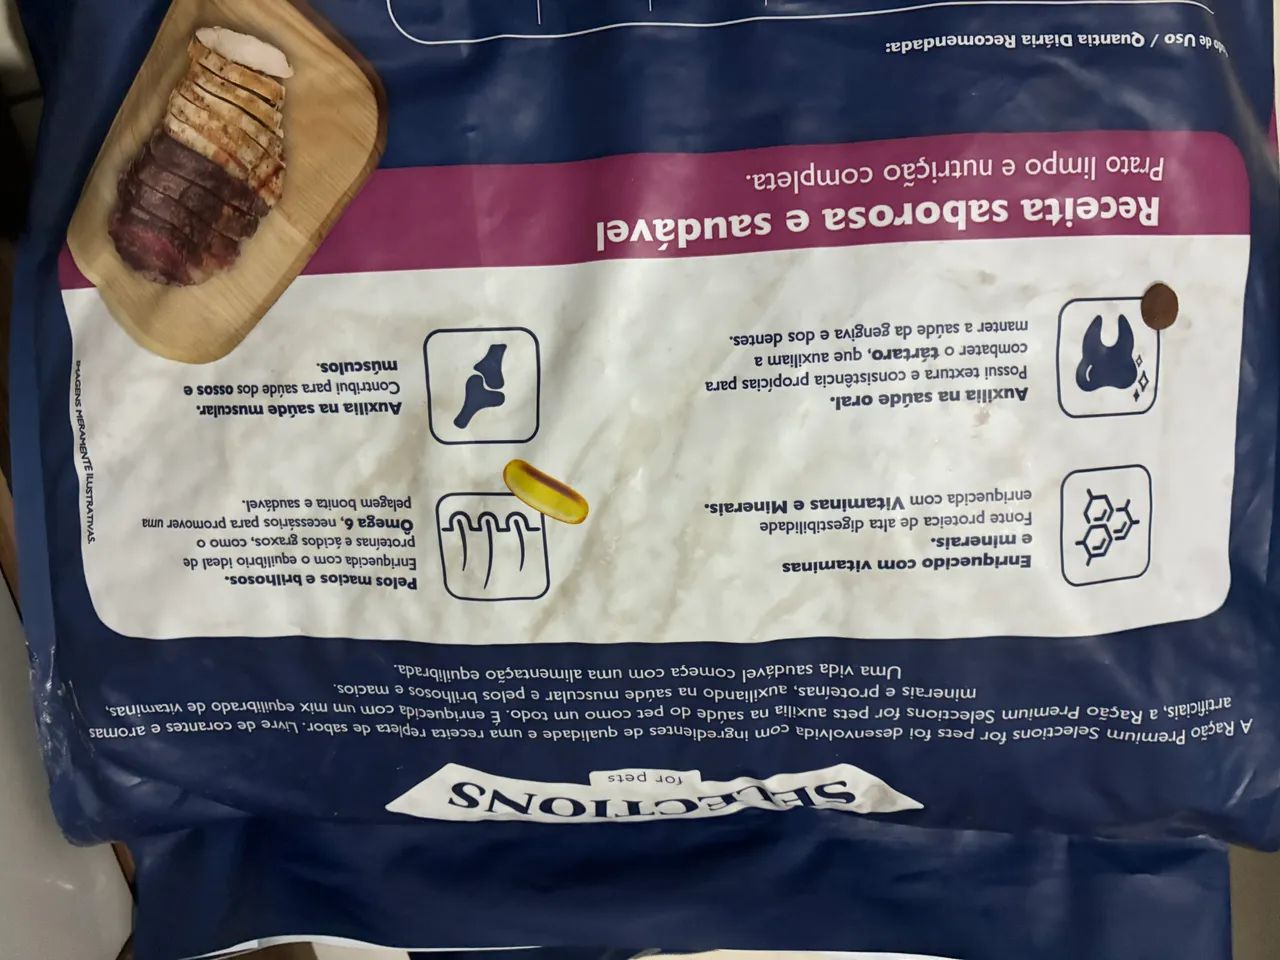 SELECTIONS
for pets
A Ração Premium Selections for pets foi desenvolvida com ingredientes de qualidade e uma receita repleta de sabor. Livre de corantes e aromas
artificiais, a Ração Premium Selections for pets auxilia na saúde do pet como um todo. É enriquecida com um mix equilibrado de vitaminas,
minerais e proteínas, auxiliando na saúde muscular e pelos brilhosos e macios.
Uma vida saudável começa com uma alimentação equilibrada.
Enriquecido com vitaminas
e minerais.
Fonte proteica de alta digestibilidade
enriquecida com Vitaminas e Minerais.
Pelos macios e brilhosos.
Enriquecida com o equilíbrio ideal de
proteínas e ácidos graxos, como o
Ômega 6, necessários para promover uma
pelagem bonita e saudável.
Auxilia na saúde oral.
Possui textura e consistência propícias para
combater o tártaro, que auxiliam a
manter a saúde da gengiva e dos dentes.
Auxilia na saúde muscular.
Contribui para saúde dos ossos e
músculos.
IMAGENS MERAMENTE ILUSTRATIVAS.
Receita saborosa e saudável
Prato limpo e nutrição completa.
de Uso / Quantia Diária Recomendada: